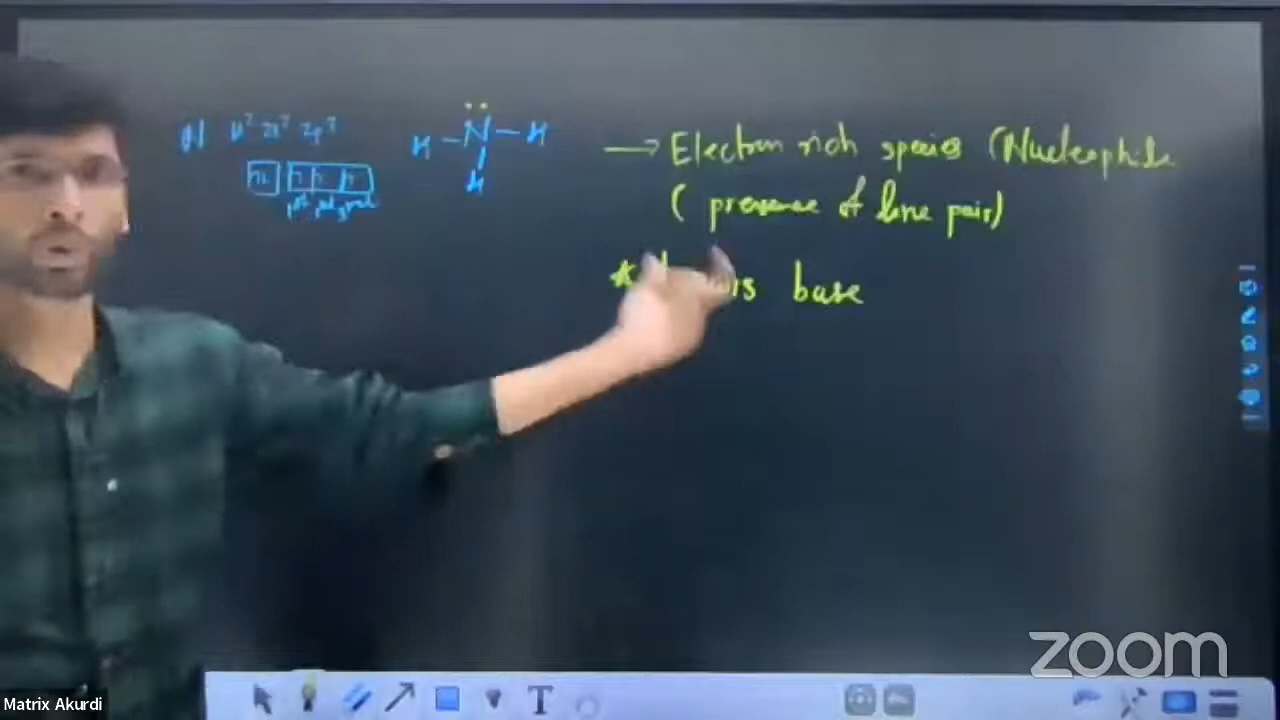 N 1s² 2s² 2p³
H - N - H
H
→ Electron rich species (Nucleophile
( presence of lone pair)
base
zoom
T
Matrix Akurdi